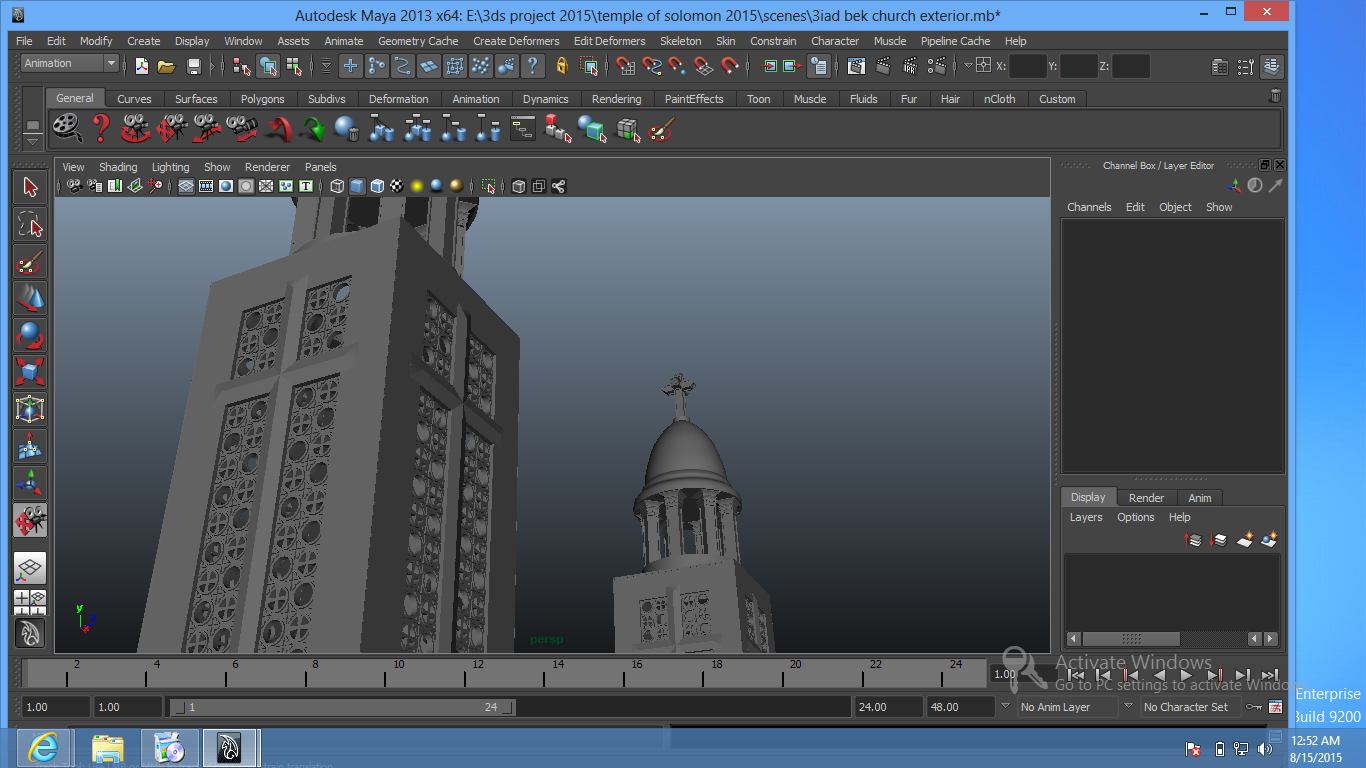 Autodesk Maya 2013 x64: E:\3ds project 2015\temple of solomon 2015\scenes\3iad bek church exterior.mb*
File Edit Modify Create Display Window Assets Animate Geometry Cache Create Deformers Edit Deformers Skeleton Skin Constrain Character Muscle Pipeline Cache Help
Animation X: Y: Z:
General Curves Surfaces Polygons Subdivs Deformation Animation Dynamics Rendering PaintEffects Toon Muscle Fluids Fur Hair nCloth Custom
View Shading Lighting Show Renderer Panels
Channel Box / Layer Editor
Channels Edit Object Show
Display Render Anim
Layers Options Help
y
persp
2 4 6 8 10 12 14 16 18 20 22 24
1.00
Activate Windows
Go to PC settings to activate Windows
1.00 1.00 1 24 24.00 48.00 No Anim Layer No Character Set
Enterprise
Build 9200
12:52 AM
8/15/2015